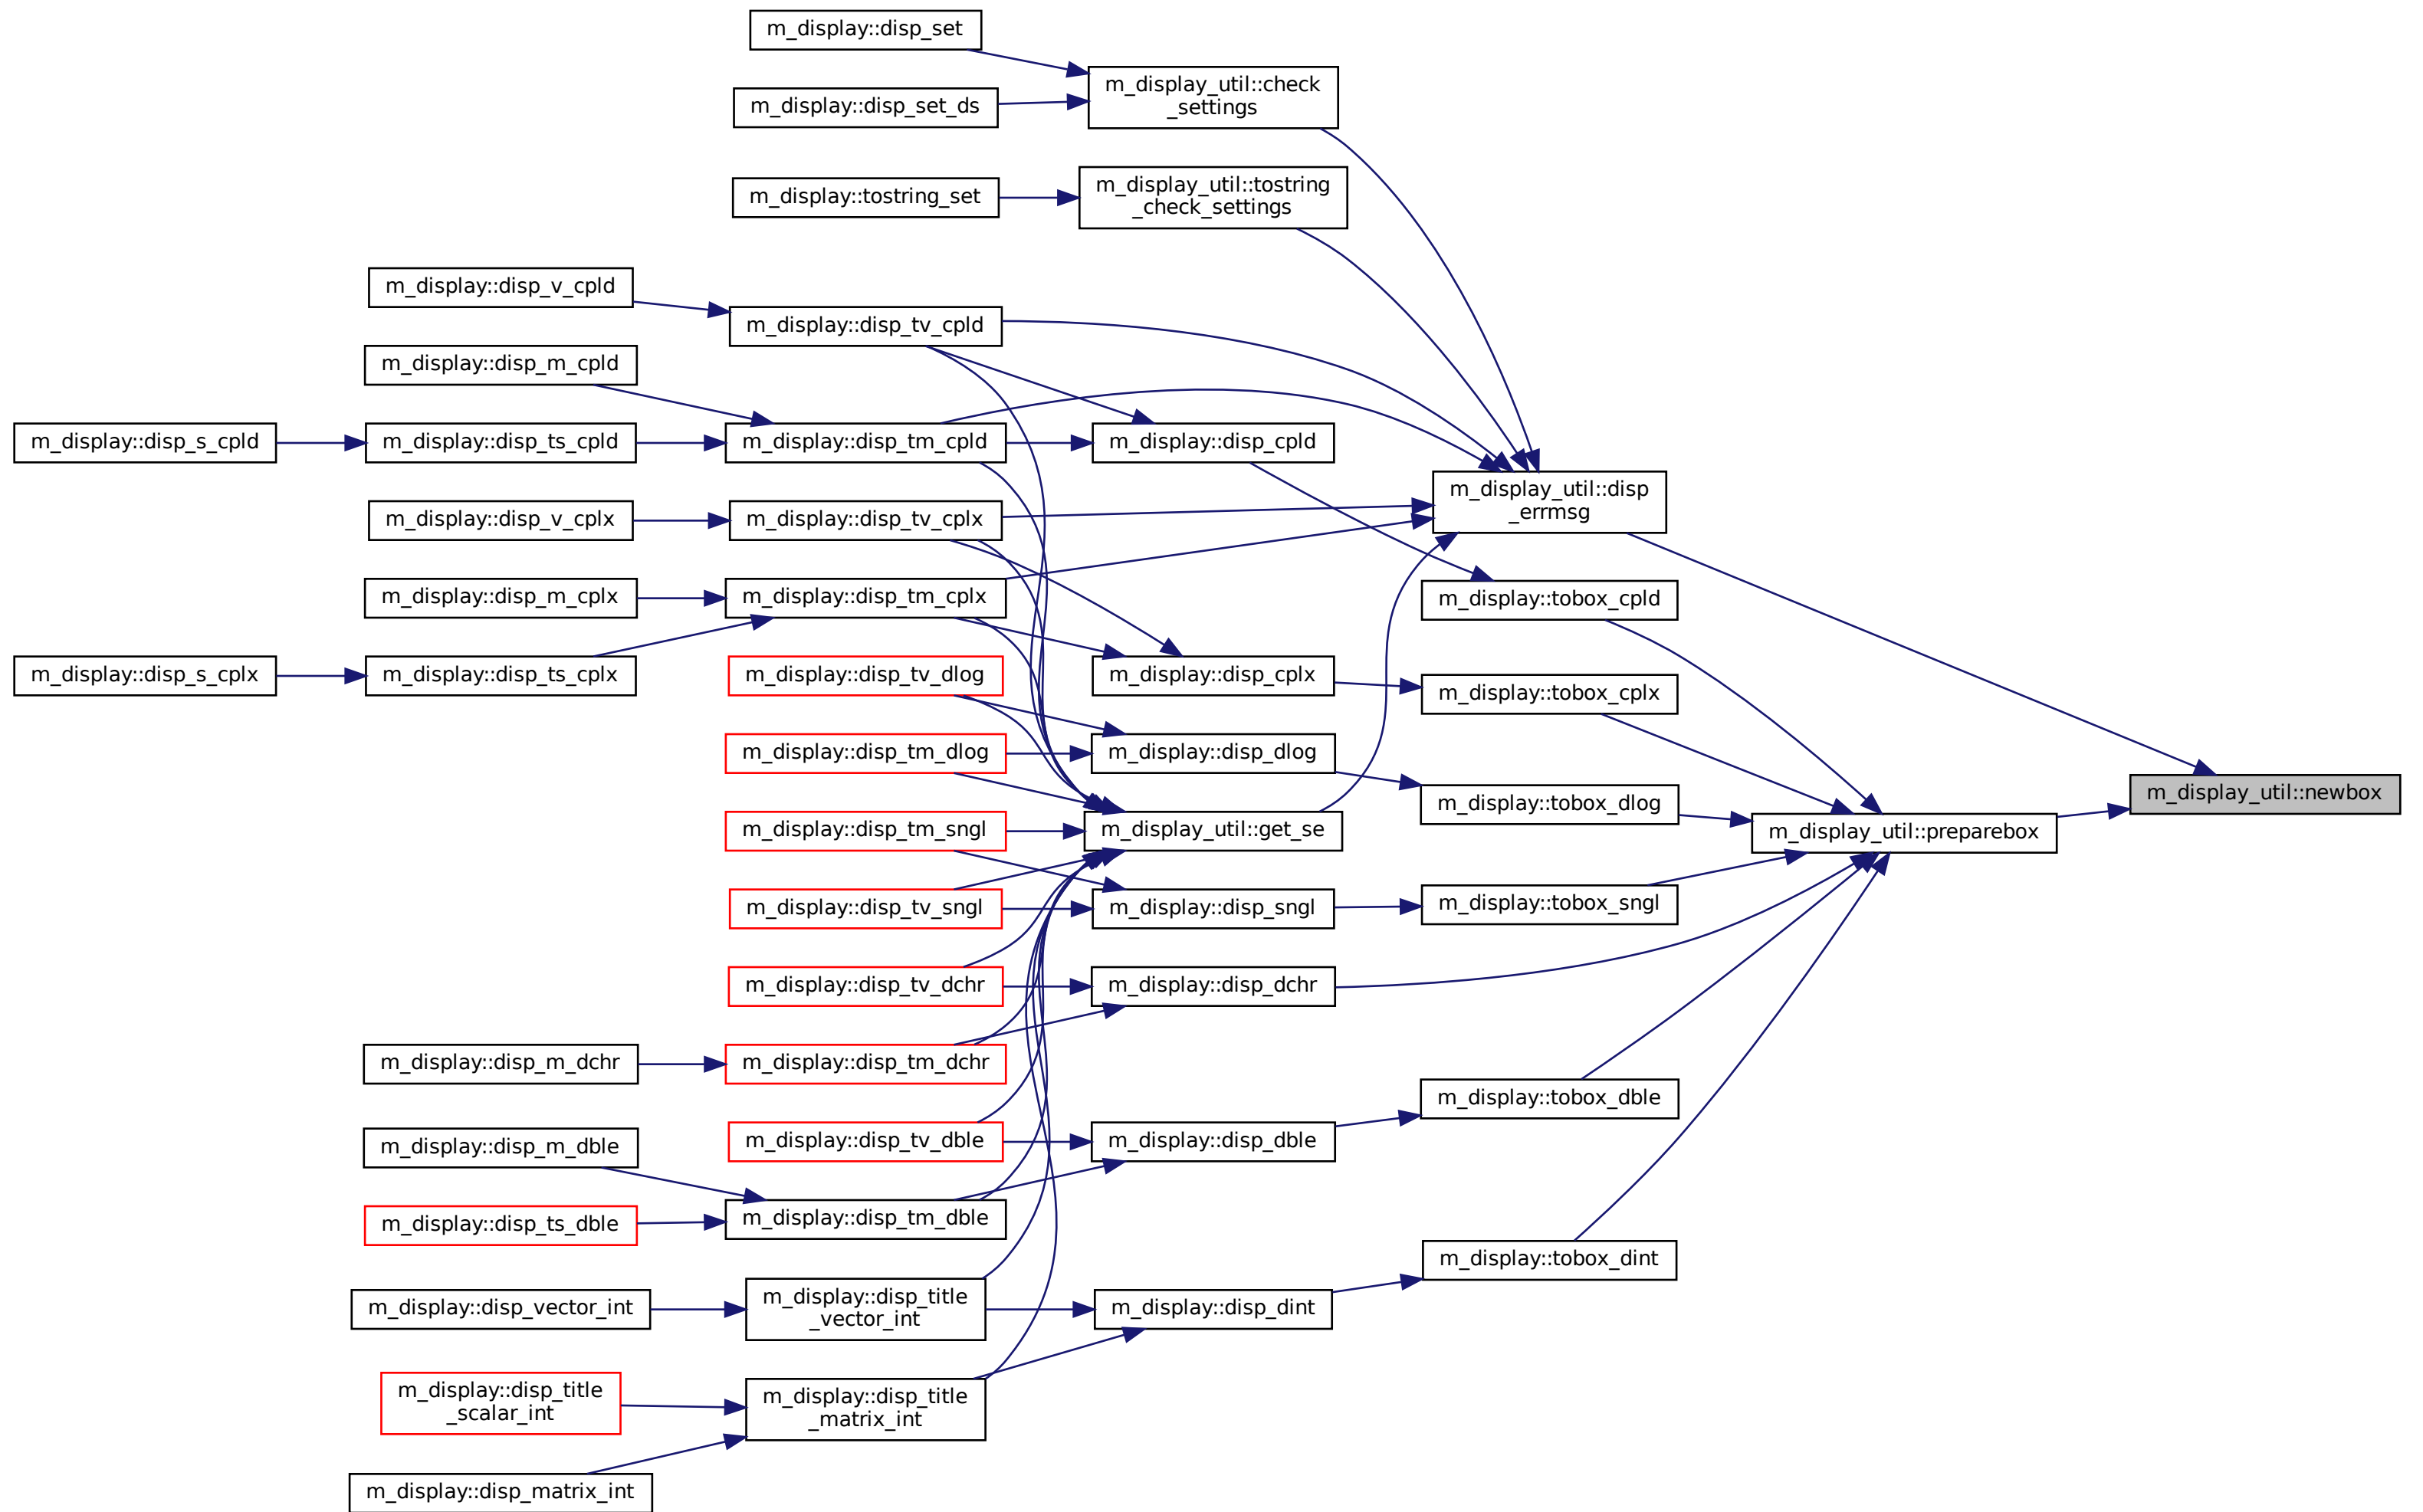 m_display::disp_set
m_display_util::check
_settings
m_display::disp_set_ds
m_display_util::tostring
_check_settings
m_display::tostring_set
m_display::disp_v_cpld
m_display::disp_tv_cpld
m_display::disp_m_cpld
m_display::disp_s_cpld
m_display::disp_ts_cpld
m_display::disp_tm_cpld
m_display::disp_cpld
m_display_util::disp
_errmsg
m_display::disp_v_cplx
m_display::disp_tv_cplx
m_display::disp_m_cplx
m_display::disp_tm_cplx
m_display::tobox_cpld
m_display::disp_s_cplx
m_display::disp_ts_cplx
m_display::disp_tv_dlog
m_display::disp_cplx
m_display::tobox_cplx
m_display::disp_tm_dlog
m_display::disp_dlog
m_display::tobox_dlog
m_display_util::newbox
m_display::disp_tm_sngl
m_display_util::get_se
m_display_util::preparebox
m_display::disp_tv_sngl
m_display::disp_sngl
m_display::tobox_sngl
m_display::disp_tv_dchr
m_display::disp_dchr
m_display::disp_m_dchr
m_display::disp_tm_dchr
m_display::tobox_dble
m_display::disp_m_dble
m_display::disp_tv_dble
m_display::disp_dble
m_display::disp_ts_dble
m_display::disp_tm_dble
m_display::tobox_dint
m_display::disp_vector_int
m_display::disp_title
_vector_int
m_display::disp_dint
m_display::disp_title
_scalar_int
m_display::disp_title
_matrix_int
m_display::disp_matrix_int